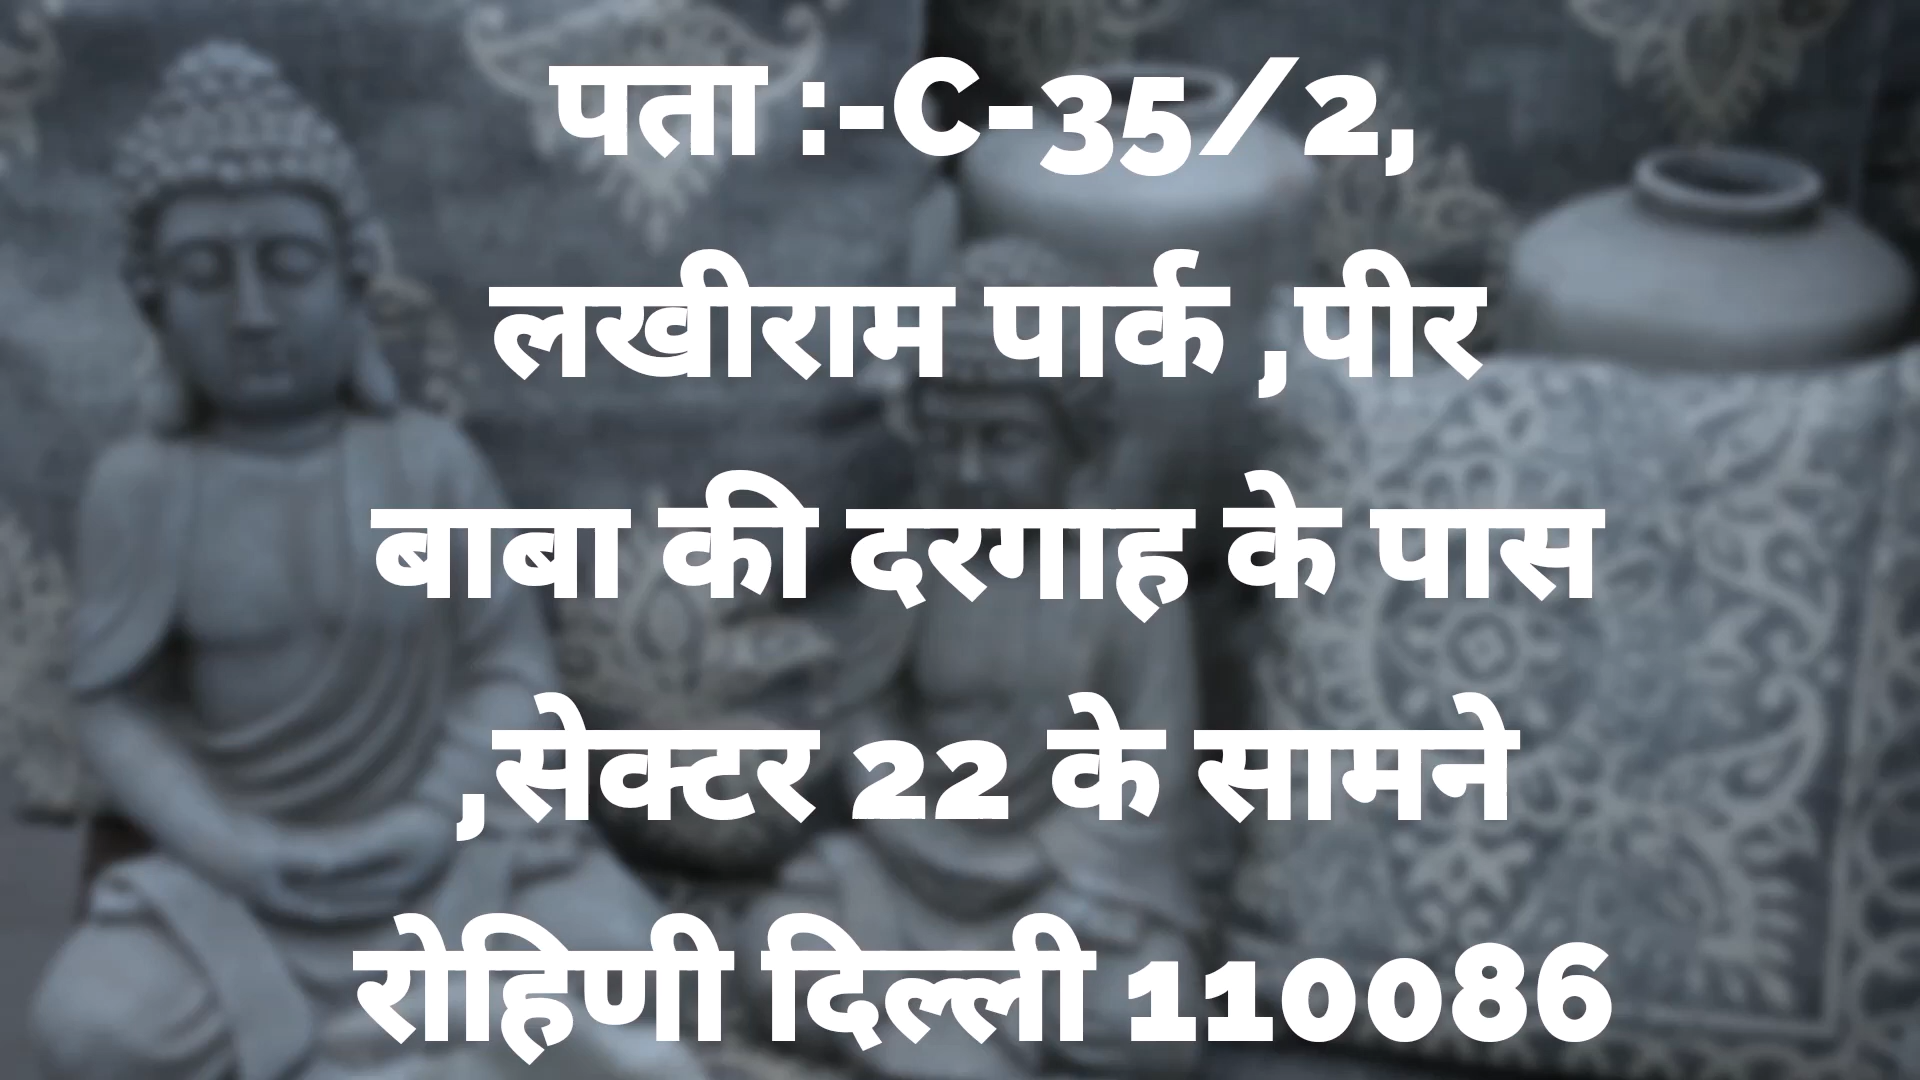 पता :-C-35/2,
लखीराम पार्क ,पीर
बाबा की दरगाह के पास
,सेक्टर 22 के सामने
रोहिणी दिल्ली 110086